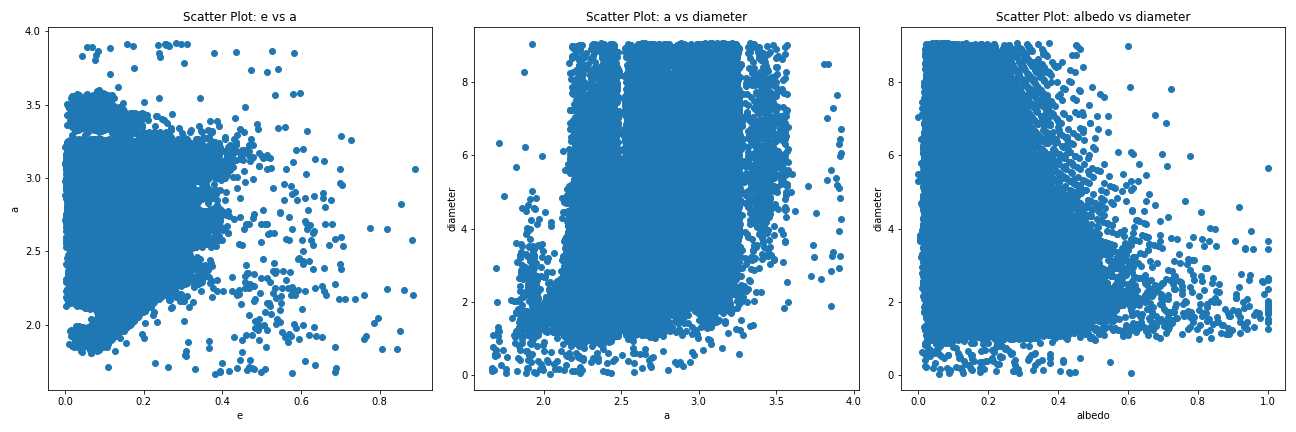 Scatter Plot: e vs a
4.0
3.5
3.0
2.5
2.0
a
0.0 0.2 0.4 0.6 0.8
e
Scatter Plot: a vs diameter
8
6
4
2
0
diameter
2.0 2.5 3.0 3.5 4.0
a
Scatter Plot: albedo vs diameter
8
6
4
2
0
diameter
0.0 0.2 0.4 0.6 0.8 1.0
albedo